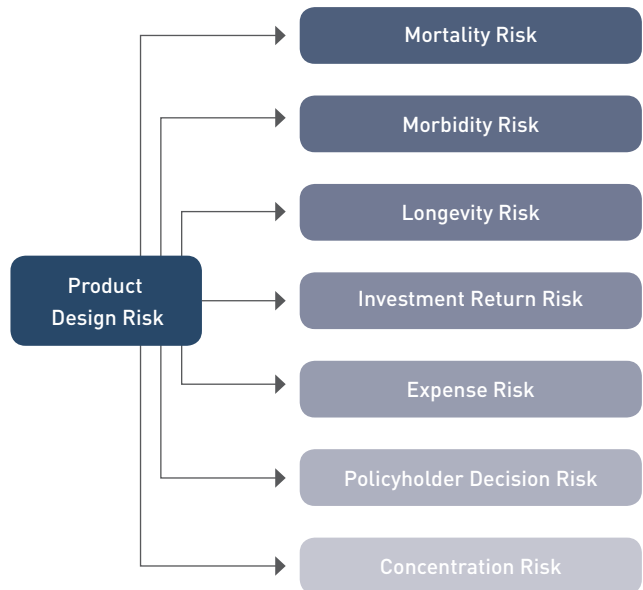 Mortality Risk
Morbidity Risk
Longevity Risk
Product
Design Risk
Investment Return Risk
Expense Risk
Policyholder Decision Risk
Concentration Risk